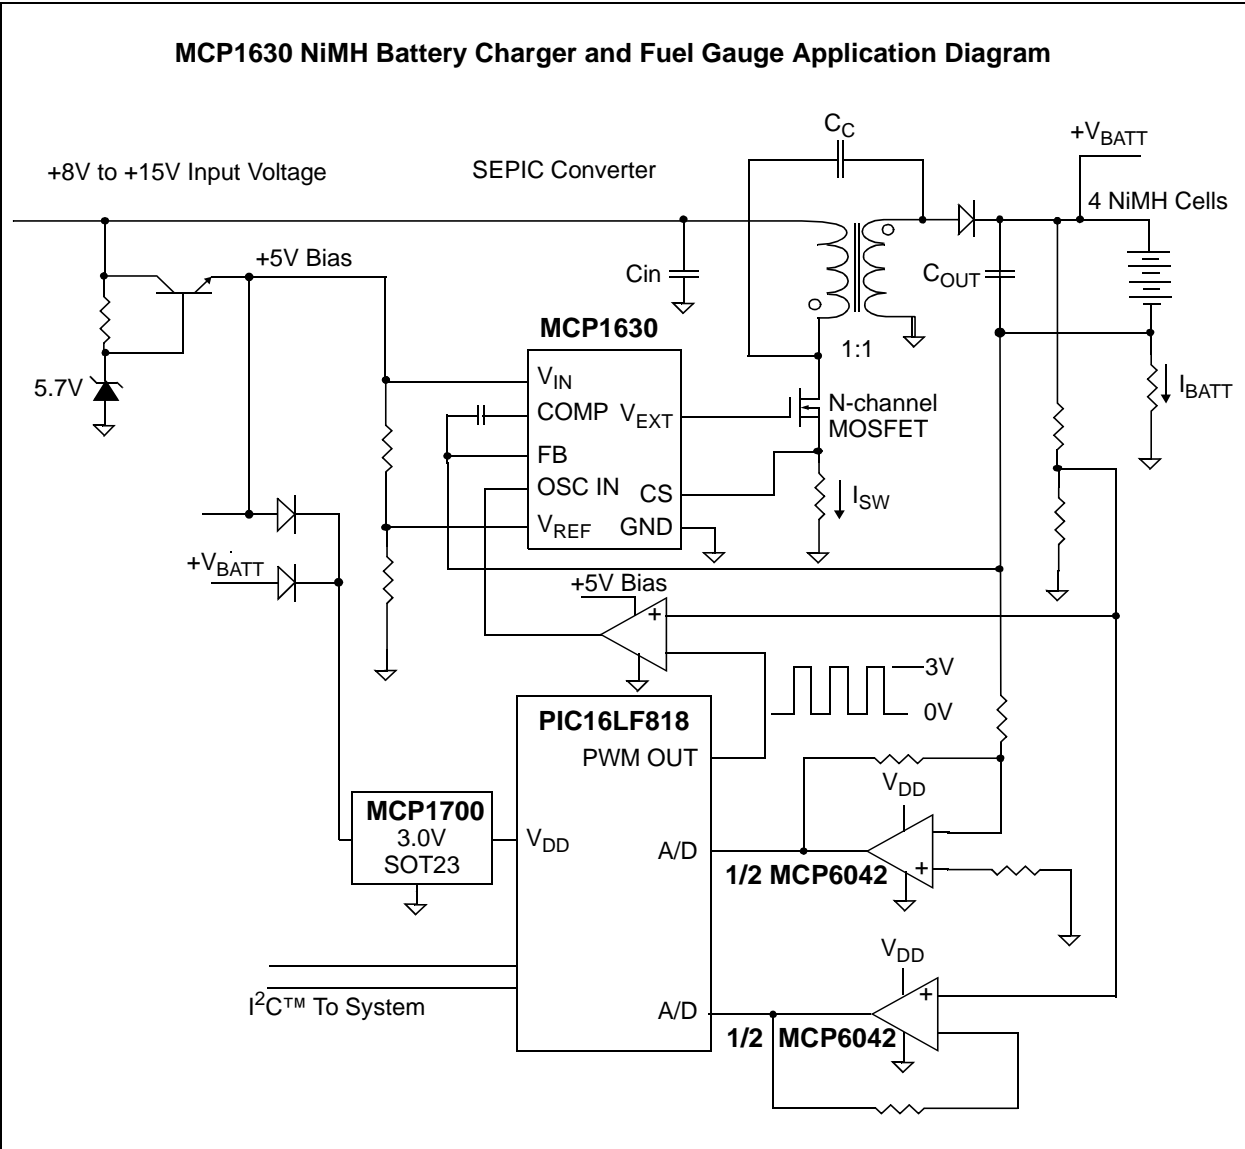 MCP1630 NiMH Battery Charger and Fuel Gauge Application Diagram
C_C
+V_BATT
+8V to +15V Input Voltage
SEPIC Converter
4 NiMH Cells
+5V Bias
Cin
C_OUT
MCP1630
1:1
5.7V
V_IN
COMP
V_EXT
FB
OSC IN
CS
V_REF
GND
N-channel
MOSFET
I_BATT
I_SW
+V_BATT
+5V Bias
+
3V
0V
PIC16LF818
PWM OUT
V_DD
MCP1700
3.0V
SOT23
V_DD
A/D
1/2 MCP6042
+
V_DD
I²C™ To System
A/D
1/2 MCP6042
+